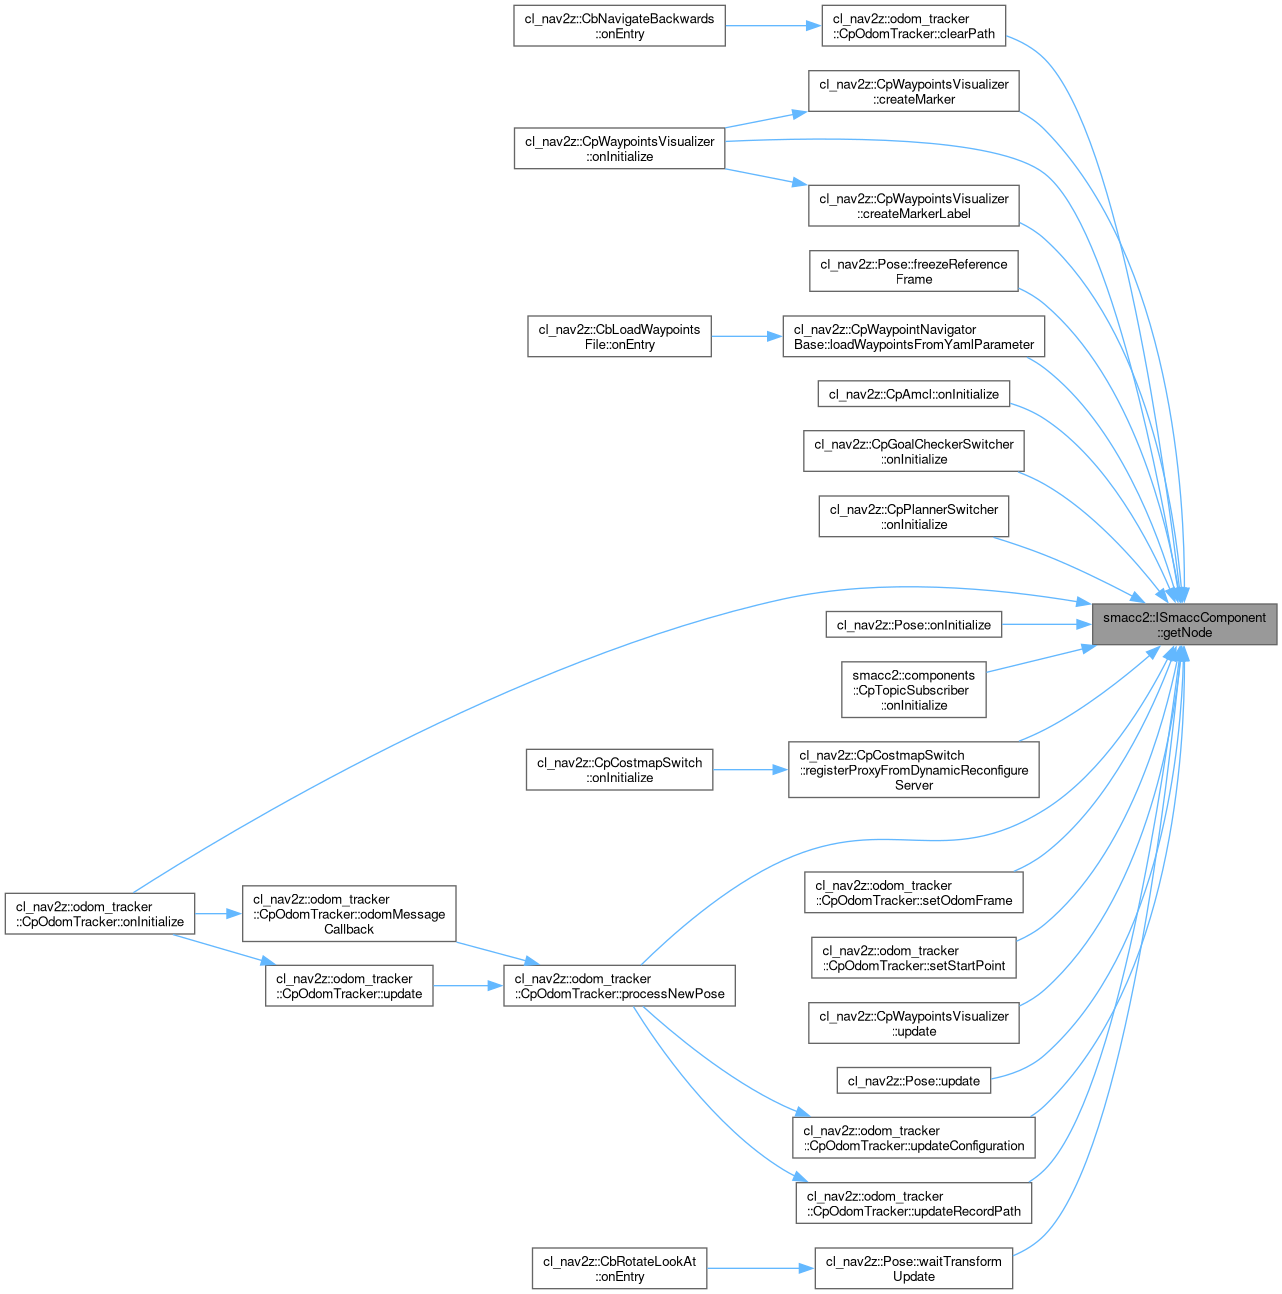 cl_nav2z::CbNavigateBackwards
::onEntry
cl_nav2z::odom_tracker
::CpOdomTracker::clearPath
cl_nav2z::CpWaypointsVisualizer
::createMarker
cl_nav2z::CpWaypointsVisualizer
::onInitialize
cl_nav2z::CpWaypointsVisualizer
::createMarkerLabel
cl_nav2z::Pose::freezeReference
Frame
cl_nav2z::CbLoadWaypoints
File::onEntry
cl_nav2z::CpWaypointNavigator
Base::loadWaypointsFromYamlParameter
cl_nav2z::CpAmcl::onInitialize
cl_nav2z::CpGoalCheckerSwitcher
::onInitialize
cl_nav2z::CpPlannerSwitcher
::onInitialize
smacc2::ISmaccComponent
::getNode
cl_nav2z::Pose::onInitialize
smacc2::components
::CpTopicSubscriber
::onInitialize
cl_nav2z::CpCostmapSwitch
::onInitialize
cl_nav2z::CpCostmapSwitch
::registerProxyFromDynamicReconfigure
Server
cl_nav2z::odom_tracker
::CpOdomTracker::onInitialize
cl_nav2z::odom_tracker
::CpOdomTracker::odomMessage
Callback
cl_nav2z::odom_tracker
::CpOdomTracker::setOdomFrame
cl_nav2z::odom_tracker
::CpOdomTracker::update
cl_nav2z::odom_tracker
::CpOdomTracker::processNewPose
cl_nav2z::odom_tracker
::CpOdomTracker::setStartPoint
cl_nav2z::CpWaypointsVisualizer
::update
cl_nav2z::Pose::update
cl_nav2z::odom_tracker
::CpOdomTracker::updateConfiguration
cl_nav2z::odom_tracker
::CpOdomTracker::updateRecordPath
cl_nav2z::CbRotateLookAt
::onEntry
cl_nav2z::Pose::waitTransform
Update